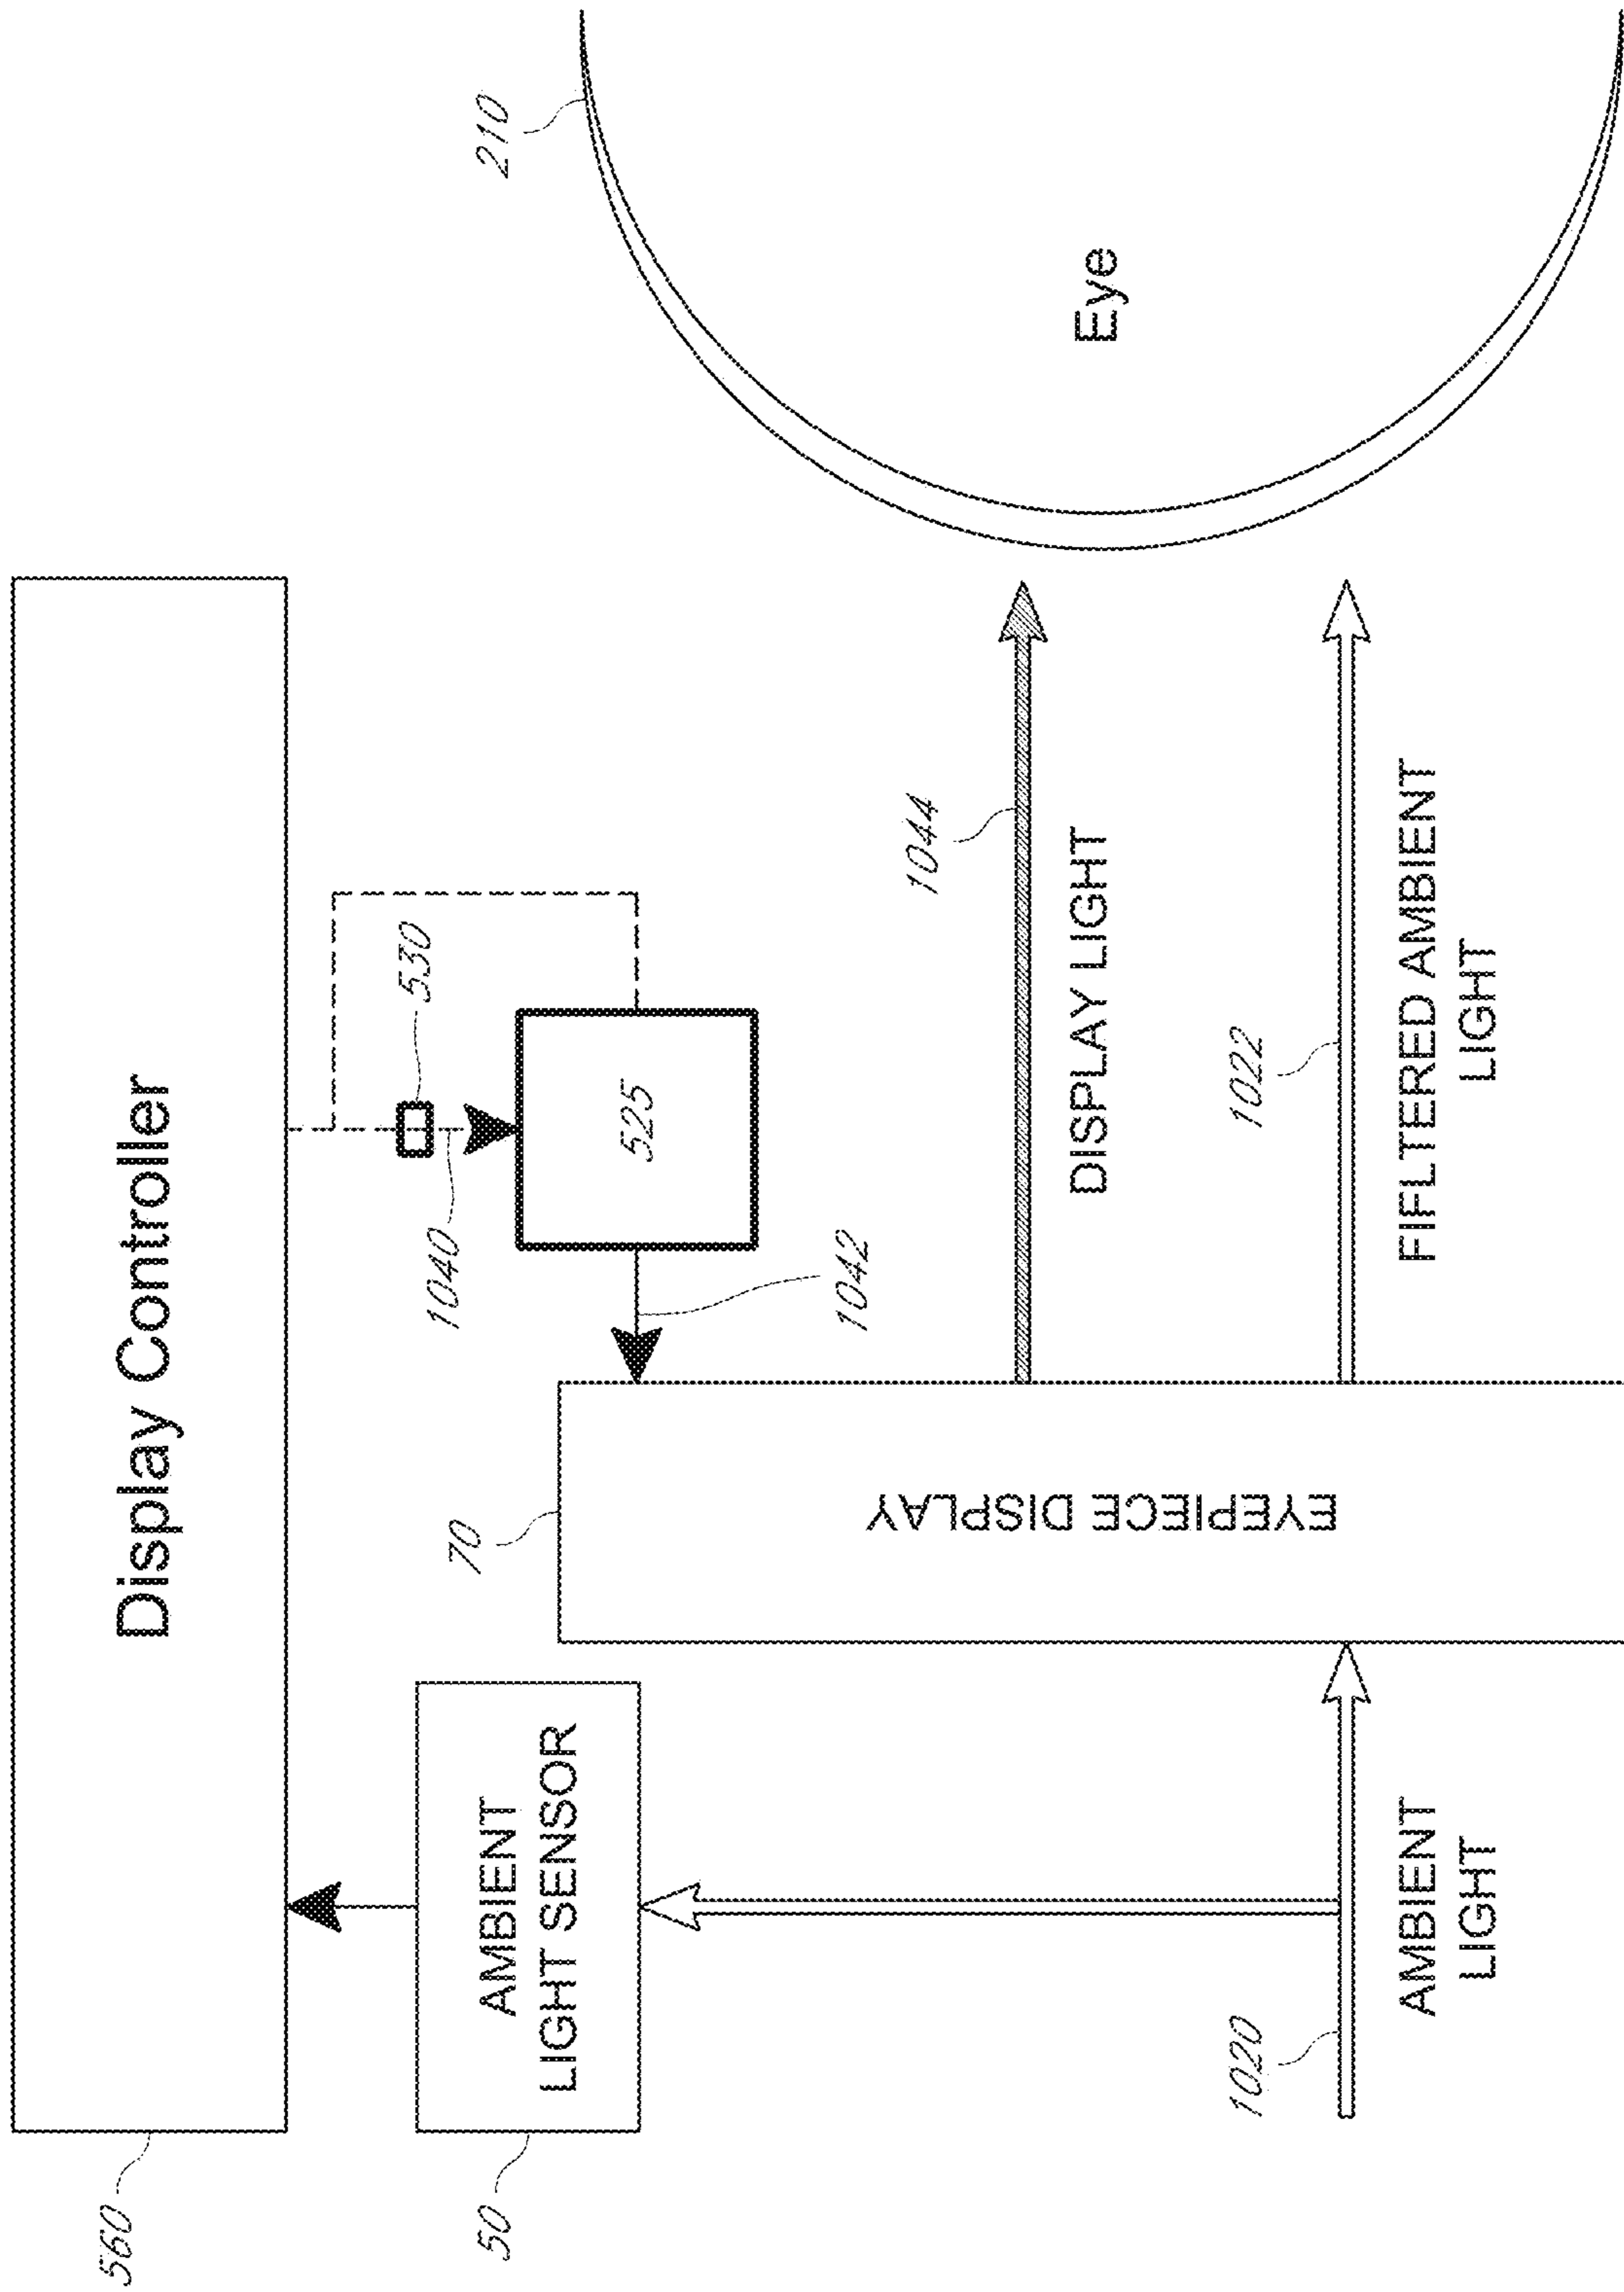 560
Display Controller
530
1040
70
50
210
AMBIENT
LIGHT SENSOR
525
1042
1044
EYEPIECE DISPLAY
DISPLAY LIGHT
Eye
1020
1022
AMBIENT
LIGHT
FIFLTERED AMBIENT
LIGHT